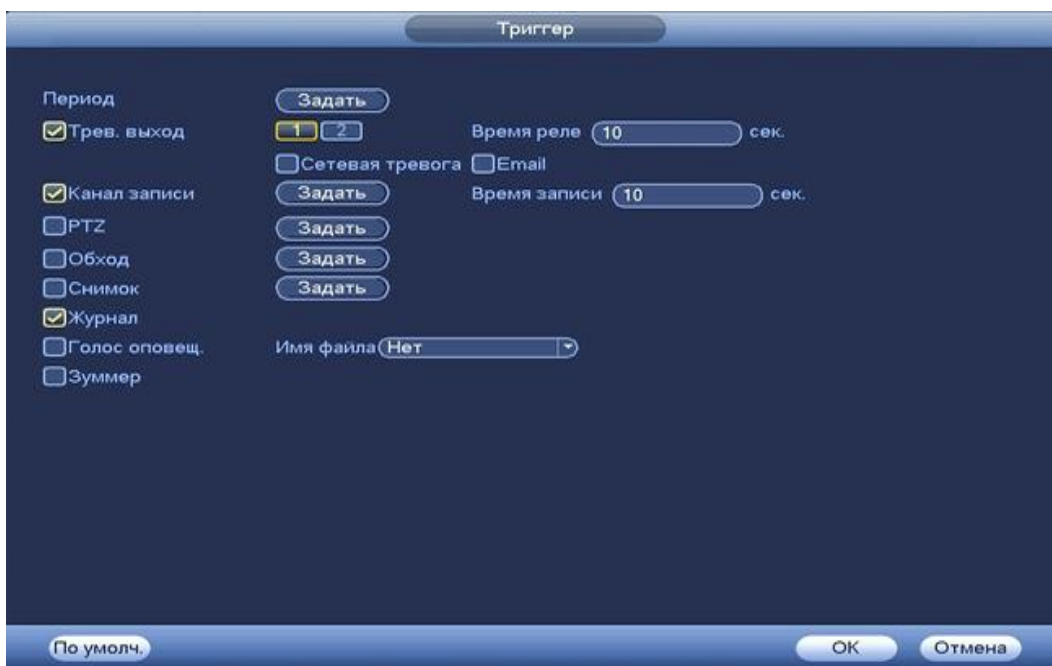 Триггер
Период Задать
Трев. выход 1 2 Время реле 10 сек.
Сетевая тревога Email
Канал записи Задать Время записи 10 сек.
PTZ Задать
Обход Задать
Снимок Задать
Журнал
Голос оповещ. Имя файла Нет
Зуммер
По умолч. OK Отмена